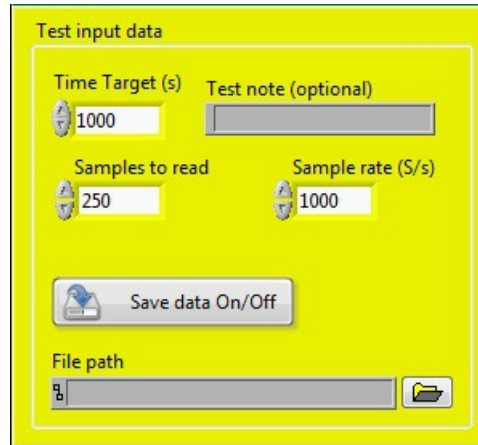 Test input data
Time Target (s)
Test note (optional)
1000
Samples to read
Sample rate (S/s)
250
1000
Save data On/Off
File path